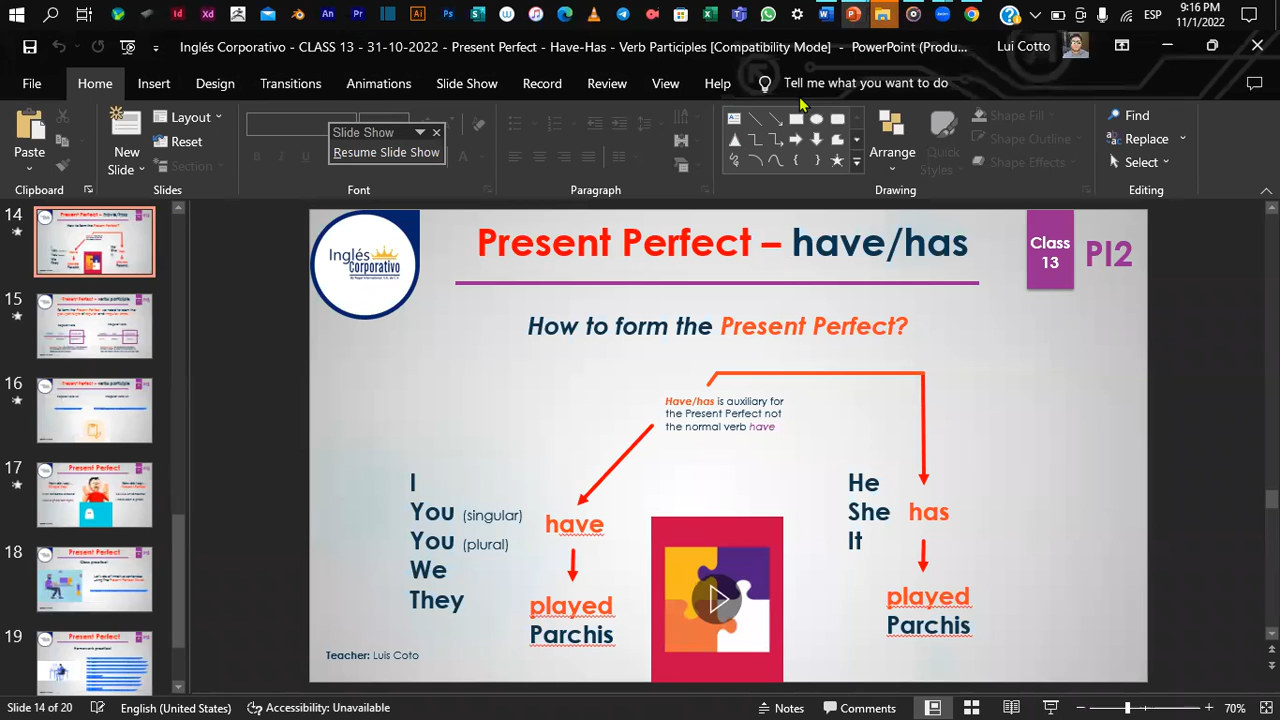 9:16 PM
ESP
11/1/2022
Inglés Corporativo - CLASS 13 - 31-10-2022 - Present Perfect - Have-Has - Verb Participles [Compatibility Mode] - PowerPoint (Produ...
Lui Cotto
File Home Insert Design Transitions Animations Slide Show Record Review View Help Tell me what you want to do
Paste
New Slide
Layout
Reset
Section
Slide Show
Resume Slide Show
Arrange
Quick Styles
Shape Fill
Shape Outline
Shape Effects
Find
Replace
Select
Clipboard Slides Font Paragraph Drawing Editing
14
15
16
17
18
19
Inglés
Corporativo
Present Perfect – have/has
Class
13
PI2
How to form the Present Perfect?
Have/has is auxiliary for
the Present Perfect not
the normal verb have
I
You (singular)
You (plural)
We
They
have
played
Parchis
He
She
It
has
played
Parchis
Teacher: Luis Coto
Slide 14 of 20
English (United States)
Accessibility: Unavailable
Notes
Comments
70%